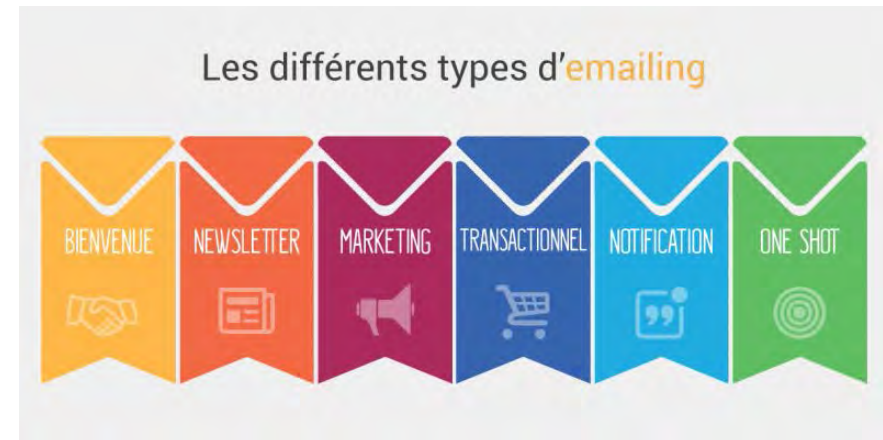 Les différents types d'emailing
BIENVENUE
NEWSLETTER
MARKETING
TRANSACTIONNEL
NOTIFICATION
ONE SHOT